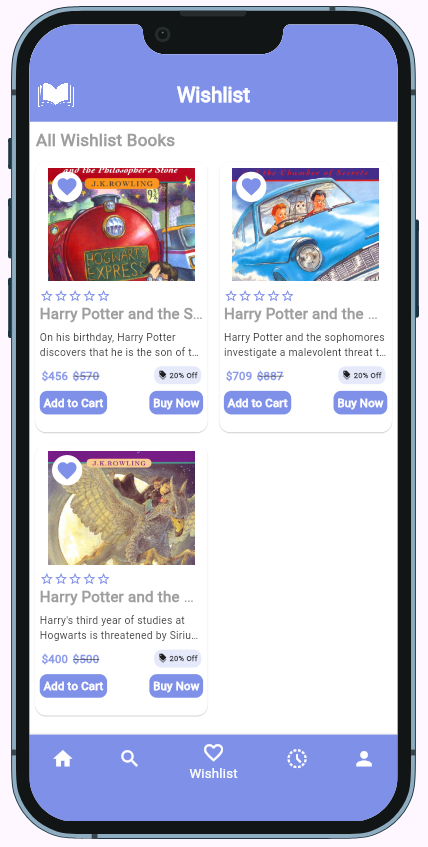 Wishlist
All Wishlist Books
and the Philosopher's Stone
J.K.ROWLING
HOGWARTS
EXPRESS
the Chamber of Secrets
Harry Potter and the S...
On his birthday, Harry Potter
discovers that he is the son of t...
$456 $570
20% Off
Add to Cart
Buy Now
Harry Potter and the ...
Harry Potter and the sophomores
investigate a malevolent threat t...
$709 $887
20% Off
Add to Cart
Buy Now
J.K.ROWLING
Harry Potter and the ...
Harry's third year of studies at
Hogwarts is threatened by Siriu...
$400 $500
20% Off
Add to Cart
Buy Now
Wishlist